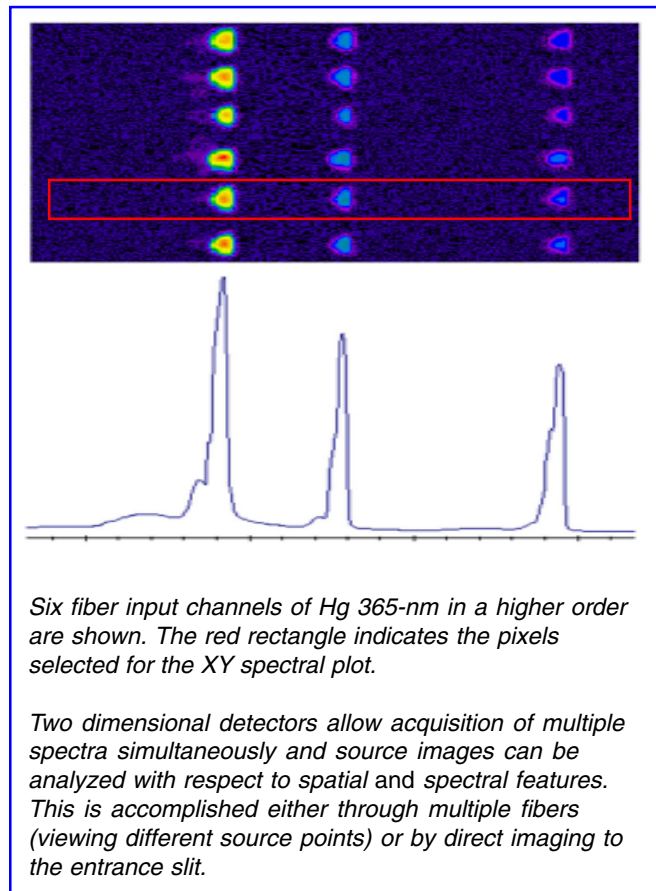 Six fiber input channels of Hg 365-nm in a higher order
are shown. The red rectangle indicates the pixels
selected for the XY spectral plot.
Two dimensional detectors allow acquisition of multiple
spectra simultaneously and source images can be
analyzed with respect to spatial and spectral features.
This is accomplished either through multiple fibers
(viewing different source points) or by direct imaging to
the entrance slit.